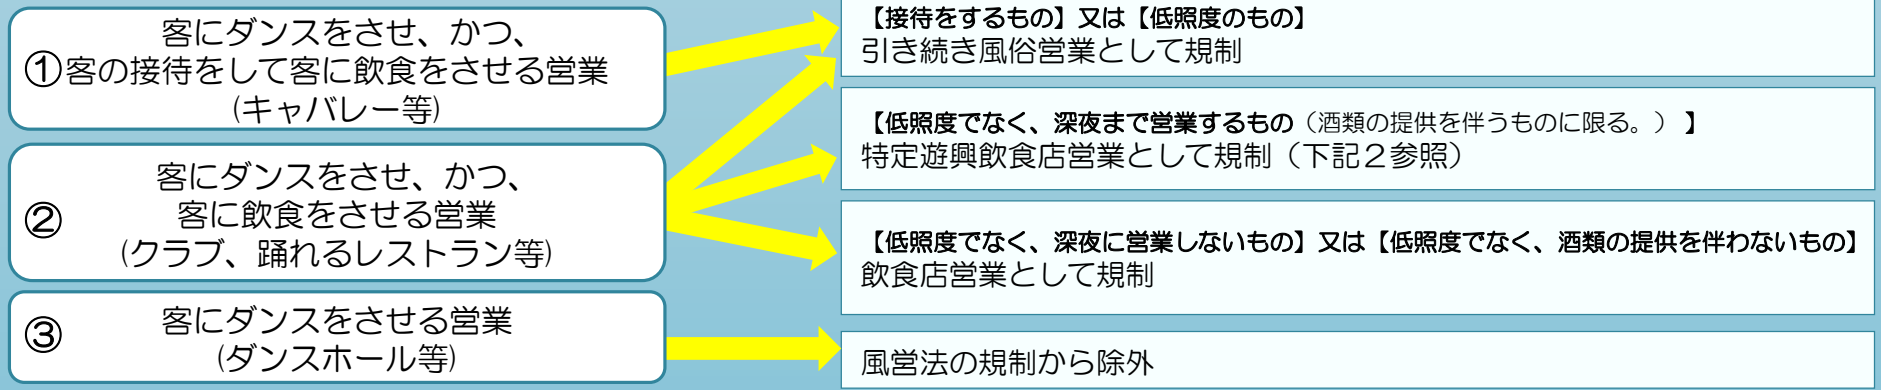 ①
客にダンスをさせ、かつ、
客の接待をして客に飲食をさせる営業
(キャバレー等)
②
客にダンスをさせ、かつ、
客に飲食をさせる営業
(クラブ、踊れるレストラン等)
③
客にダンスをさせる営業
(ダンスホール等)
【接待をするもの】又は【低照度のもの】
引き続き風俗営業として規制
【低照度でなく、深夜まで営業するもの（酒類の提供を伴うものに限る。）】
特定遊興飲食店営業として規制（下記２参照）
【低照度でなく、深夜に営業しないもの】又は【低照度でなく、酒類の提供を伴わないもの】
飲食店営業として規制
風営法の規制から除外